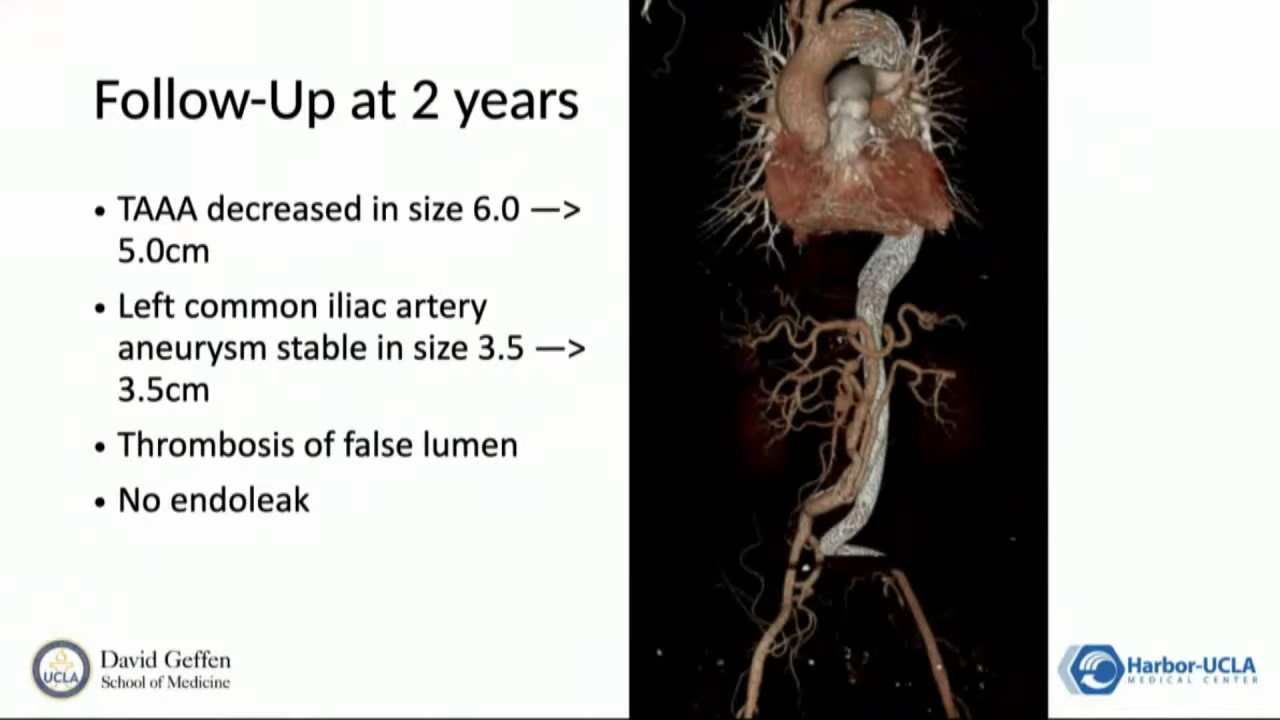 Follow-Up at 2 years
• TAAA decreased in size 6.0 —>
5.0cm
• Left common iliac artery
aneurysm stable in size 3.5 —>
3.5cm
• Thrombosis of false lumen
• No endoleak
UCLA
David Geffen
School of Medicine
Harbor-UCLA
MEDICAL CENTER